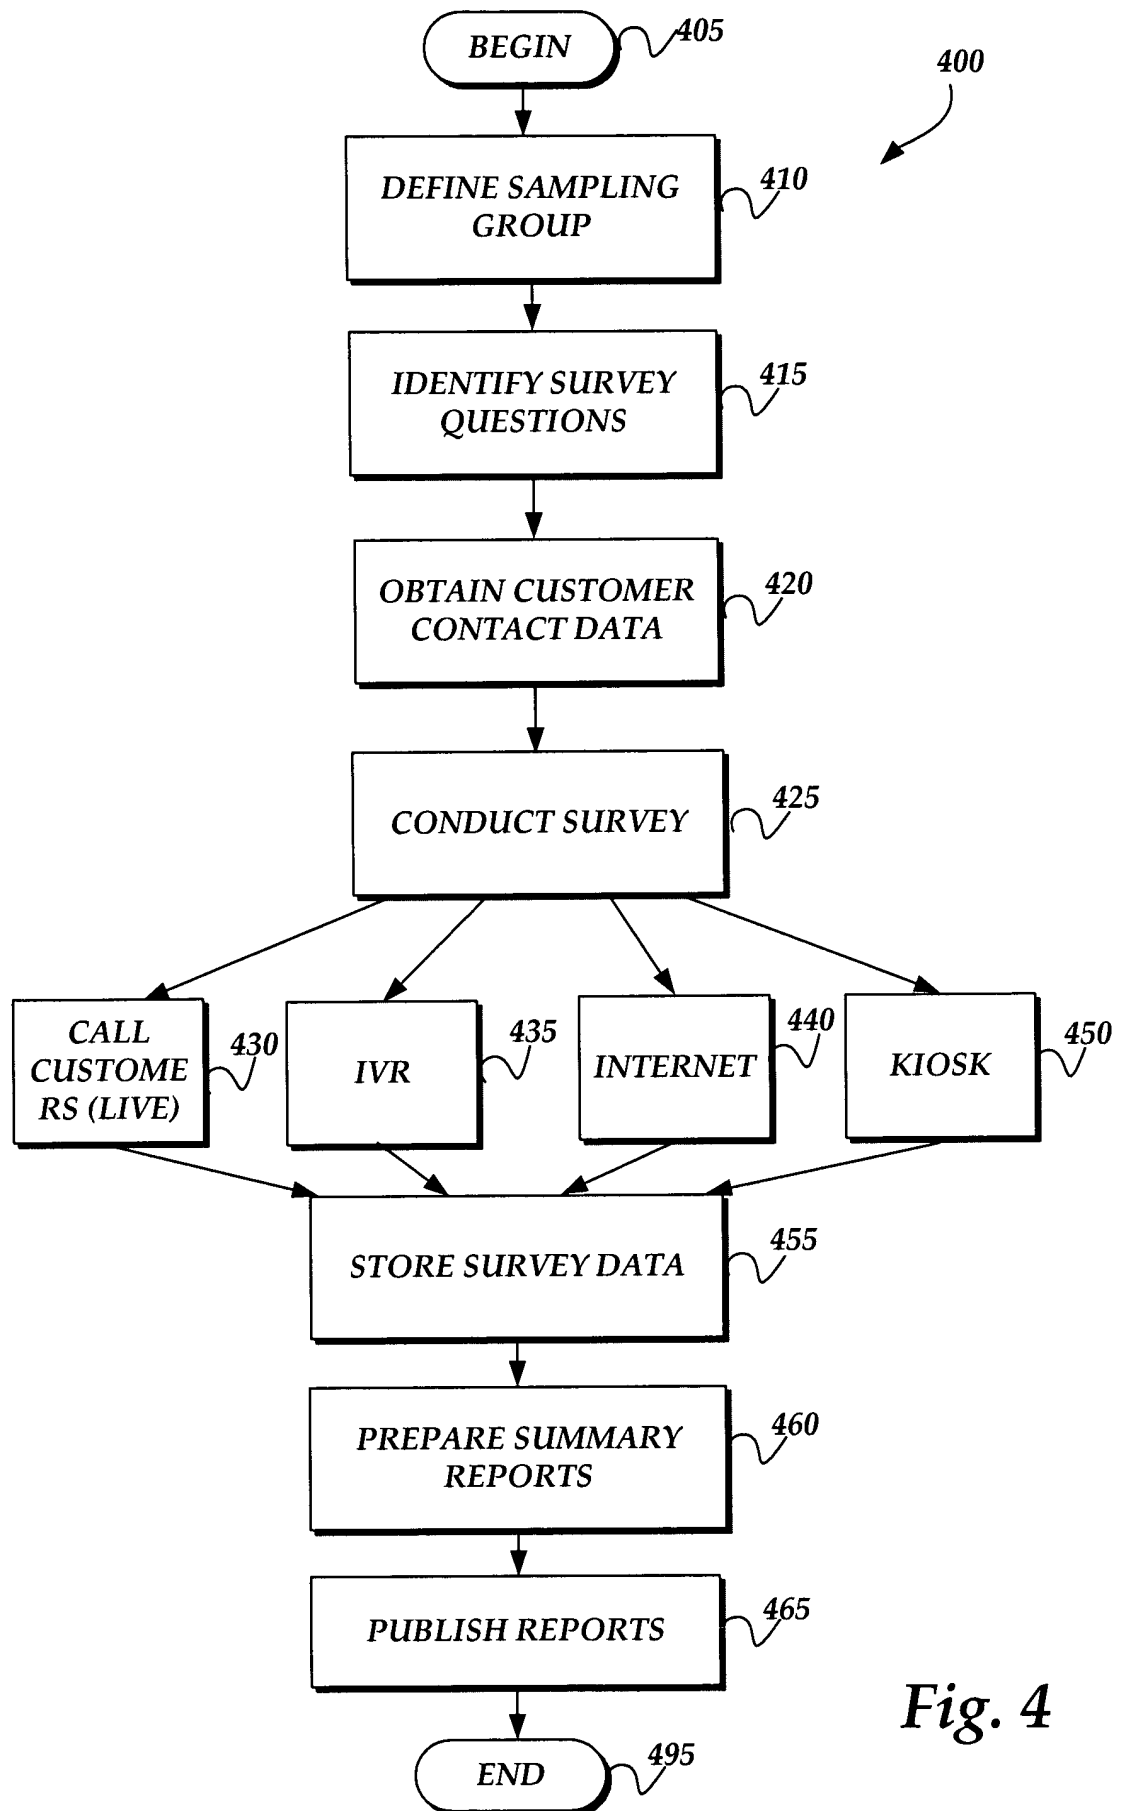 BEGIN
405
400
DEFINE SAMPLING
GROUP
410
IDENTIFY SURVEY
QUESTIONS
415
OBTAIN CUSTOMER
CONTACT DATA
420
CONDUCT SURVEY
425
CALL
CUSTOME
RS (LIVE)
430
IVR
435
INTERNET
440
KIOSK
450
STORE SURVEY DATA
455
PREPARE SUMMARY
REPORTS
460
PUBLISH REPORTS
465
END
495
Fig. 4